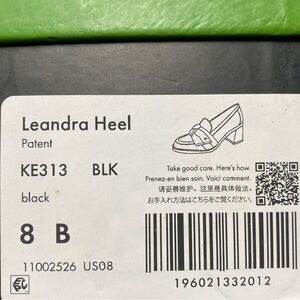 Leandra Heel
Patent
KE313 BLK
black
8 B
11002526 US08
Take good care. Here's how.
Prenez-en bien soin. Voici comment.
请妥善维护。这里是具体做法。
お手入れ方法はこちらをご覧ください。
196021332012